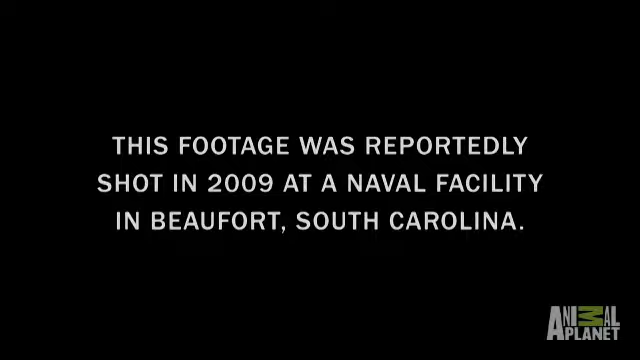 THIS FOOTAGE WAS REPORTEDLY
SHOT IN 2009 AT A NAVAL FACILITY
IN BEAUFORT, SOUTH CAROLINA.
ANIMAL
PLANET